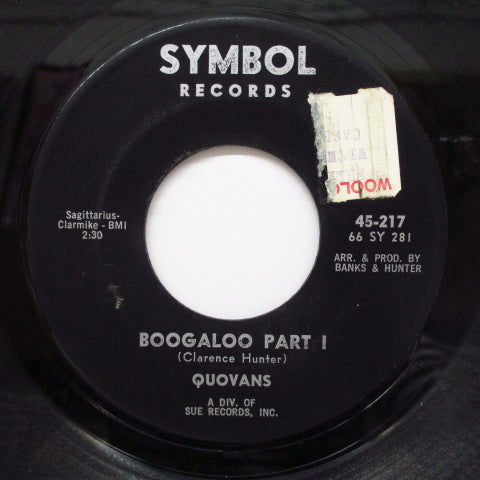 SYMBOL
RECORDS
WOOLC
Sagittarius-
Clarmike - BMI
2:30
45-217
66 SY 281
ARR. & PROD. BY
BANKS & HUNTER
BOOGALOO PART I
(Clarence Hunter)
QUOVANS
A DIV. OF
SUE RECORDS, INC.